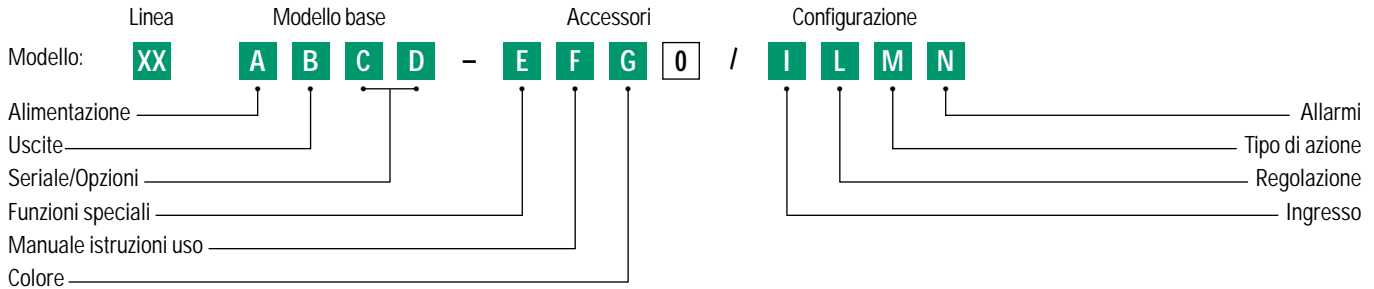 Linea Modello base Accessori Configurazione
Modello: XX A B C D – E F G 0 / I L M N
Alimentazione Allarmi
Uscite Tipo di azione
Seriale/Opzioni Regolazione
Funzioni speciali Ingresso
Manuale istruzioni uso
Colore